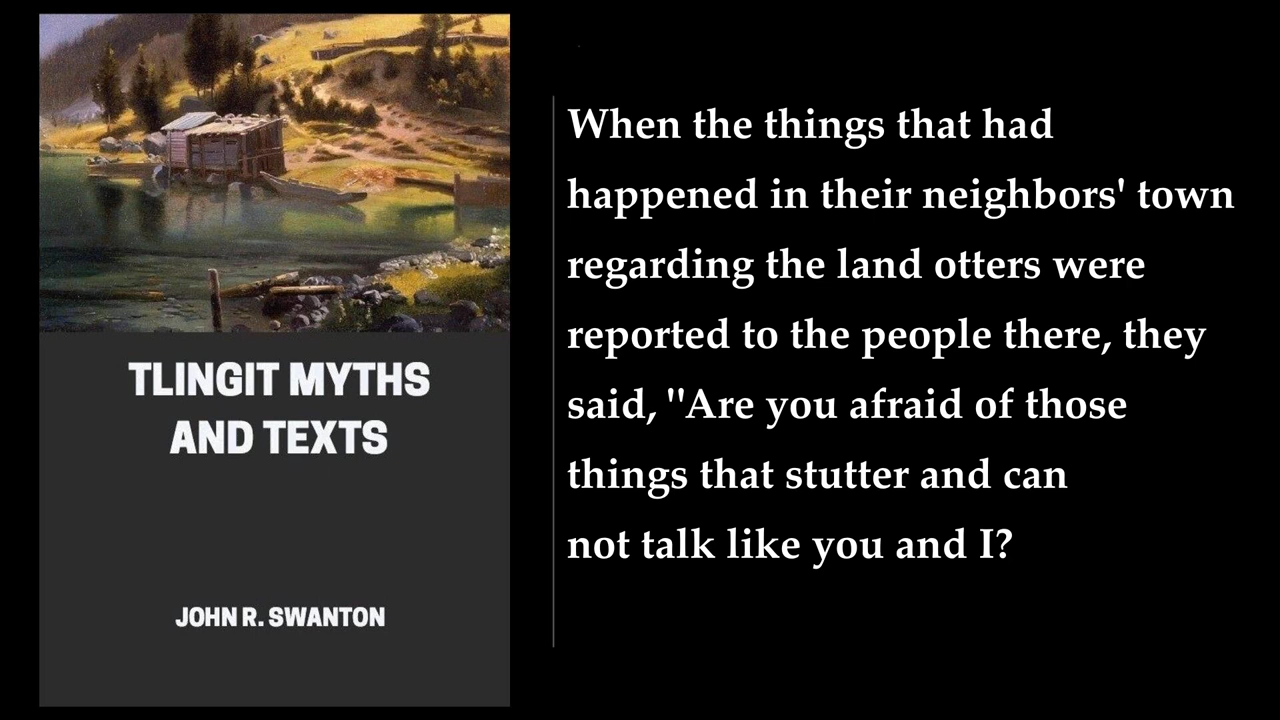 TLINGIT MYTHS
AND TEXTS
JOHN R. SWANTON
When the things that had
happened in their neighbors' town
regarding the land otters were
reported to the people there, they
said, "Are you afraid of those
things that stutter and can
not talk like you and I?